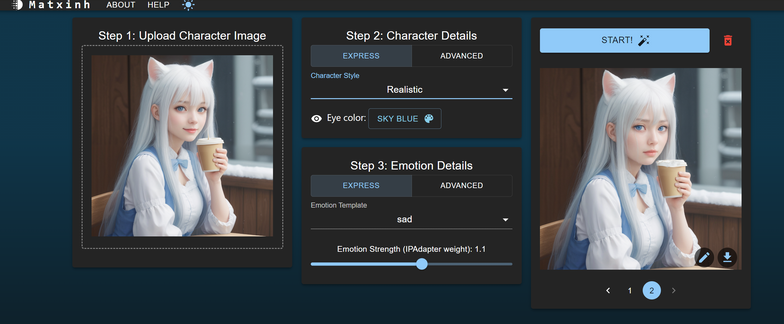 Matxinh ABOUT HELP
Step 1: Upload Character Image
Step 2: Character Details
EXPRESS ADVANCED
Character Style
Realistic
Eye color: SKY BLUE
Step 3: Emotion Details
EXPRESS ADVANCED
Emotion Template
sad
Emotion Strength (IPAdapter weight): 1.1
START!
1 2